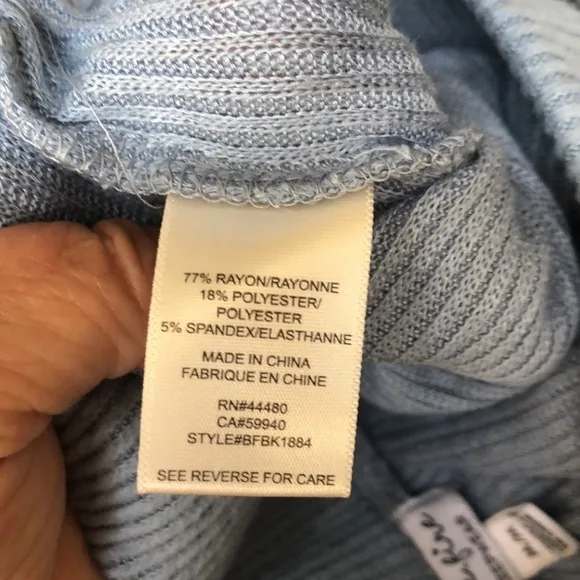 77% RAYON/RAYONNE
18% POLYESTER/
POLYESTER
5% SPANDEX/ELASTHANNE
MADE IN CHINA
FABRIQUE EN CHINE
RN#44480
CA#59940
STYLE#BFBK1884
SEE REVERSE FOR CARE